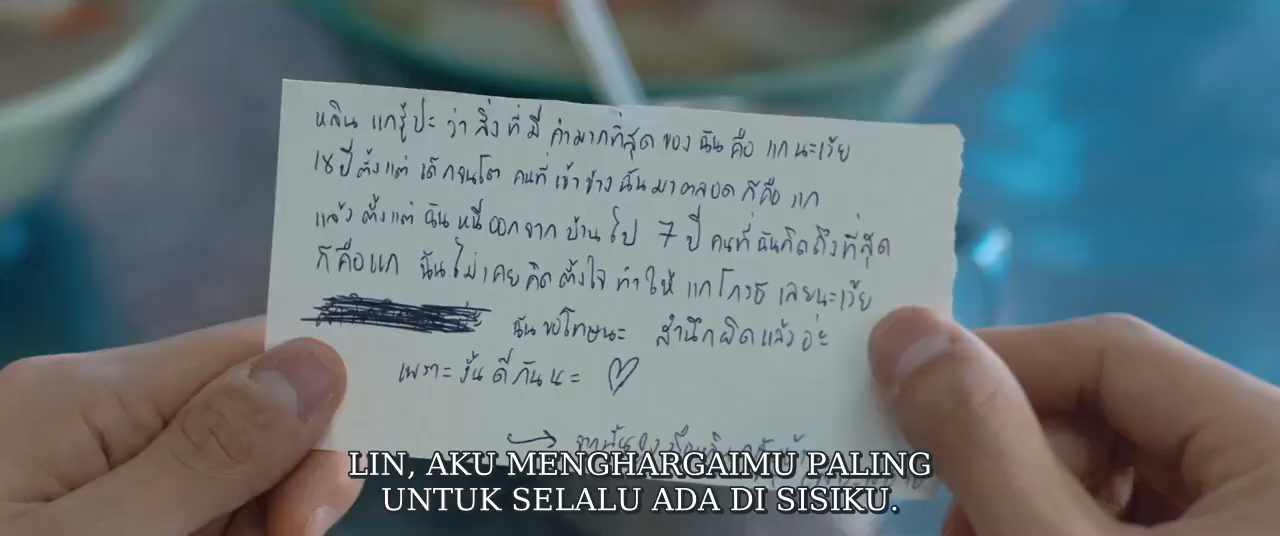 หลิน แกรู้ปะ ว่า สิ่งที่มีค่ามากที่สุดของฉันคือ แกนะเว้ย
18 ปีตั้งแต่ เด็กจนโต คนที่เข้าข้างฉันมาตลอด ก็คือ แก
แล้วตั้งแต่ ฉันหนีออกจากบ้านไป 7 ปี คนที่ฉันคิดถึงที่สุด
ก็คือแก ฉันไม่เคยคิดตั้งใจทำให้ แกโกรธ เลยนะเว้ย
ฉันขอโทษนะ สำนึกผิดแล้วอ่ะ
เพราะงั้นดีกันนะ ♡
LIN, AKU MENGHARGAIMU PALING
UNTUK SELALU ADA DI SISIKU.